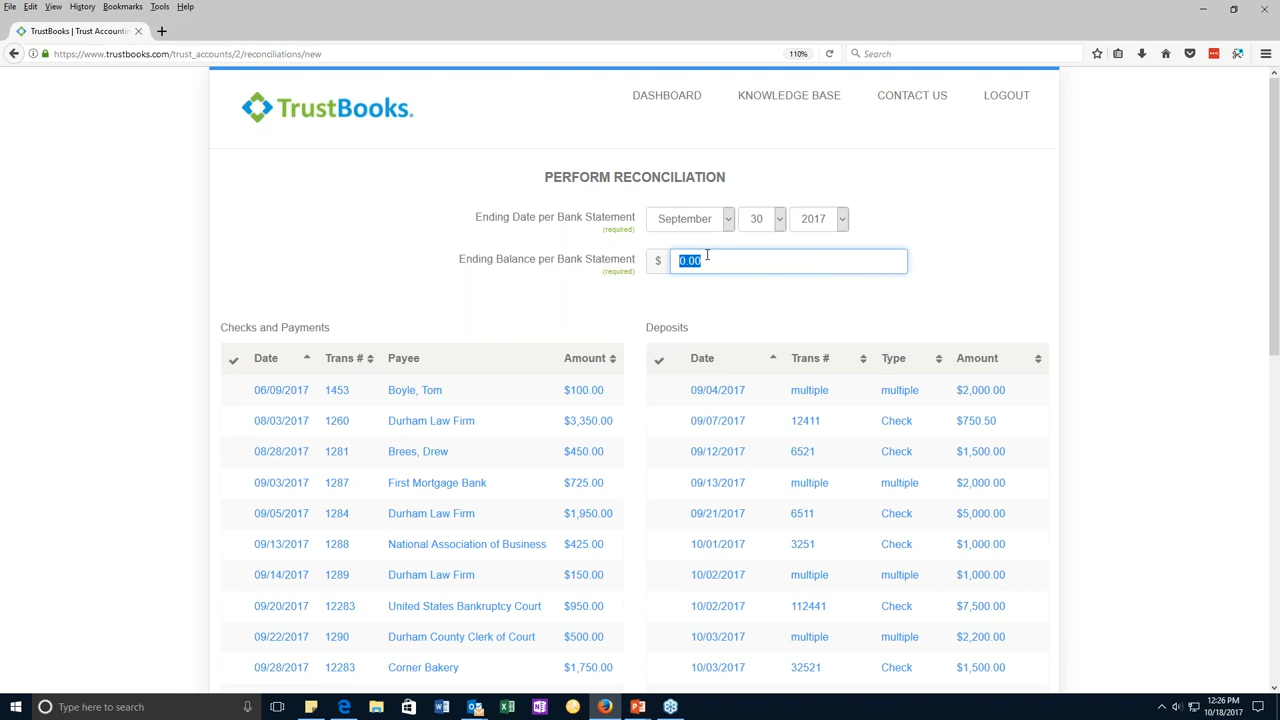 File Edit View History Bookmarks Tools Help
TrustBooks | Trust Accountin
https://www.trustbooks.com/trust_accounts/2/reconciliations/new 110% Search
TrustBooks. DASHBOARD KNOWLEDGE BASE CONTACT US LOGOUT
PERFORM RECONCILIATION
Ending Date per Bank Statement September 30 2017
(required)
Ending Balance per Bank Statement $ 0.00
(required)
Checks and Payments Deposits
Date Trans # Payee Amount Date Trans # Type Amount
06/09/2017 1453 Boyle, Tom $100.00 09/04/2017 multiple multiple $2,000.00
08/03/2017 1260 Durham Law Firm $3,350.00 09/07/2017 12411 Check $750.50
08/28/2017 1281 Brees, Drew $450.00 09/12/2017 6521 Check $1,500.00
09/03/2017 1287 First Mortgage Bank $725.00 09/13/2017 multiple multiple $2,000.00
09/05/2017 1284 Durham Law Firm $1,950.00 09/21/2017 6511 Check $5,000.00
09/13/2017 1288 National Association of Business $425.00 10/01/2017 3251 Check $1,000.00
09/14/2017 1289 Durham Law Firm $150.00 10/02/2017 multiple multiple $1,000.00
09/20/2017 12283 United States Bankruptcy Court $950.00 10/02/2017 112441 Check $7,500.00
09/22/2017 1290 Durham County Clerk of Court $500.00 10/03/2017 multiple multiple $2,200.00
09/28/2017 12283 Corner Bakery $1,750.00 10/03/2017 32521 Check $1,500.00
Type here to search 12:26 PM
10/18/2017